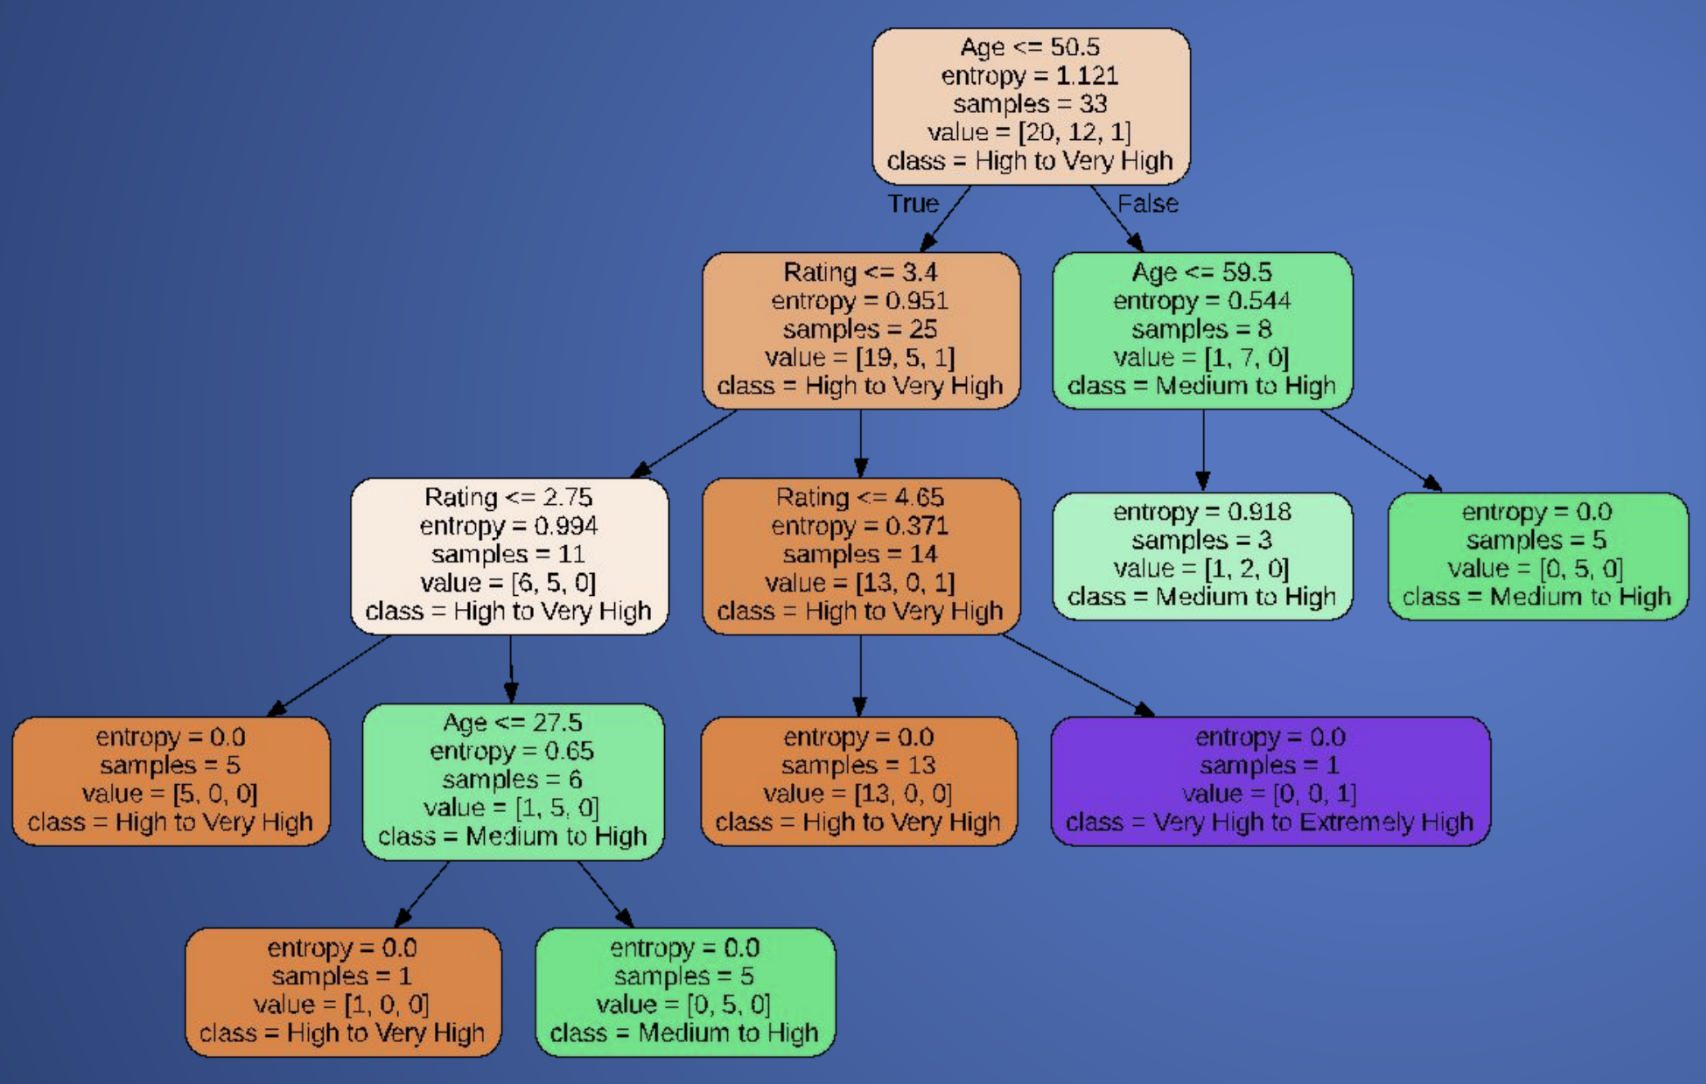 Age <= 50.5
entropy = 1.121
samples = 33
value = [20, 12, 1]
class = High to Very High
True
False
Rating <= 3.4
entropy = 0.951
samples = 25
value = [19, 5, 1]
class = High to Very High
Age <= 59.5
entropy = 0.544
samples = 8
value = [1, 7, 0]
class = Medium to High
Rating <= 2.75
entropy = 0.994
samples = 11
value = [6, 5, 0]
class = High to Very High
Rating <= 4.65
entropy = 0.371
samples = 14
value = [13, 0, 1]
class = High to Very High
entropy = 0.918
samples = 3
value = [1, 2, 0]
class = Medium to High
entropy = 0.0
samples = 5
value = [0, 5, 0]
class = Medium to High
entropy = 0.0
samples = 5
value = [5, 0, 0]
class = High to Very High
Age <= 27.5
entropy = 0.65
samples = 6
value = [1, 5, 0]
class = Medium to High
entropy = 0.0
samples = 13
value = [13, 0, 0]
class = High to Very High
entropy = 0.0
samples = 1
value = [0, 0, 1]
class = Very High to Extremely High
entropy = 0.0
samples = 1
value = [1, 0, 0]
class = High to Very High
entropy = 0.0
samples = 5
value = [0, 5, 0]
class = Medium to High